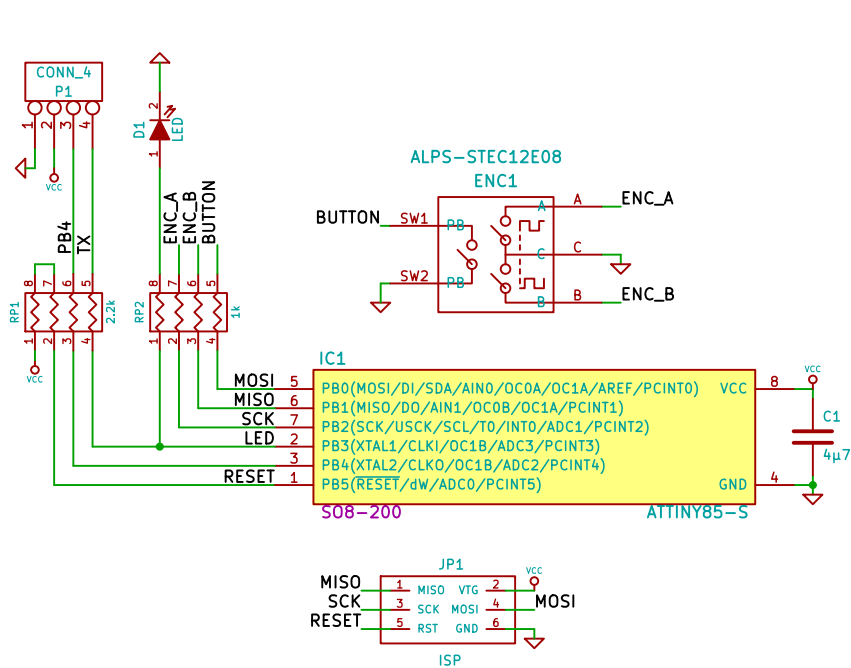 CONN_4
P1
1
2
3
4
VCC
PB4
TX
D1
LED
2
1
ENC_A
ENC_B
BUTTON
RP1
8
7
6
5
2.2k
1
2
3
4
VCC
RP2
8
7
6
5
1k
1
2
3
4
ALPS-STEC12E08
ENC1
BUTTON
SW1
PB
A
A
ENC_A
C
C
SW2
PB
B
B
ENC_B
IC1
MOSI 5 PB0(MOSI/DI/SDA/AIN0/OC0A/OC1A/AREF/PCINT0) VCC 8
MISO 6 PB1(MISO/DO/AIN1/OC0B/OC1A/PCINT1)
SCK 7 PB2(SCK/USCK/SCL/T0/INT0/ADC1/PCINT2)
LED 2 PB3(XTAL1/CLKI/OC1B/ADC3/PCINT3)
3 PB4(XTAL2/CLKO/OC1B/ADC2/PCINT4)
RESET 1 PB5(RESET/dW/ADC0/PCINT5) GND 4
SO8-200
ATTINY85-S
VCC
C1
4µ7
JP1
VCC
MISO 1 MISO VTG 2
SCK 3 SCK MOSI 4 MOSI
RESET 5 RST GND 6
ISP